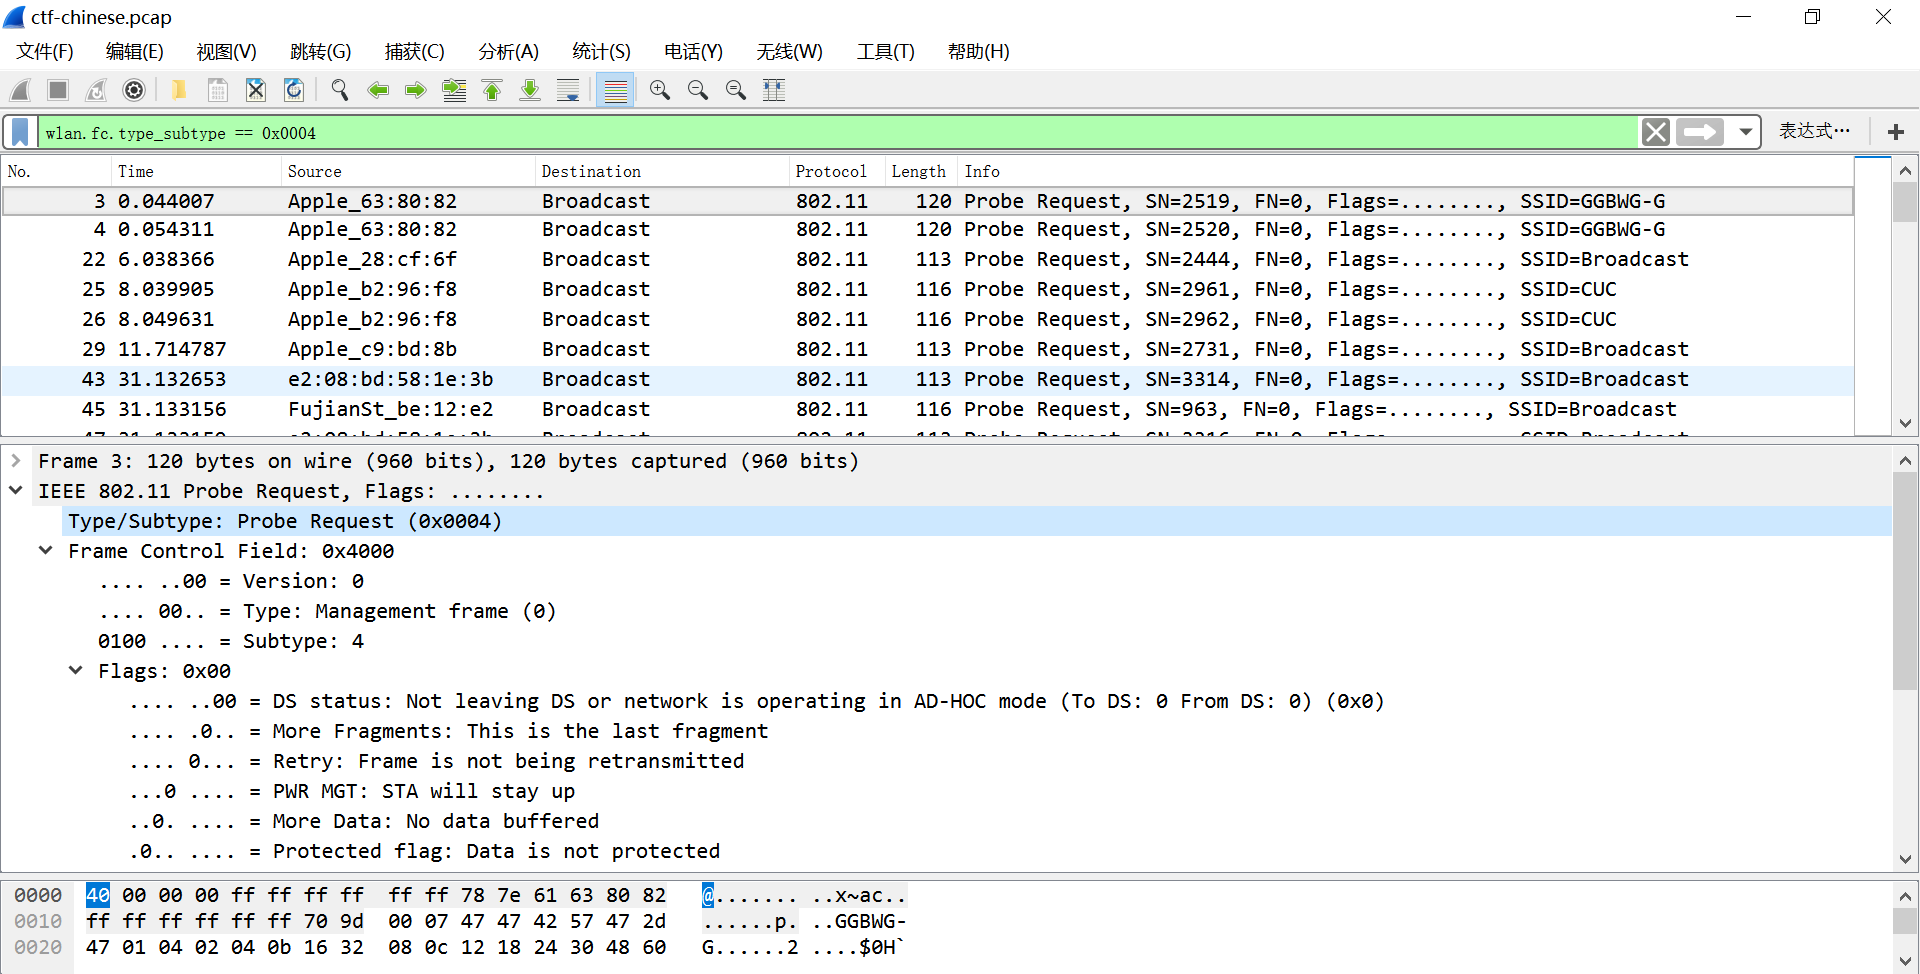 ctf-chinese.pcap
文件(F) 编辑(E) 视图(V) 跳转(G) 捕获(C) 分析(A) 统计(S) 电话(Y) 无线(W) 工具(T) 帮助(H)
wlan.fc.type_subtype == 0x0004 表达式…
No. Time Source Destination Protocol Length Info
3 0.044007 Apple_63:80:82 Broadcast 802.11 120 Probe Request, SN=2519, FN=0, Flags=........, SSID=GGBWG-G
4 0.054311 Apple_63:80:82 Broadcast 802.11 120 Probe Request, SN=2520, FN=0, Flags=........, SSID=GGBWG-G
22 6.038366 Apple_28:cf:6f Broadcast 802.11 113 Probe Request, SN=2444, FN=0, Flags=........, SSID=Broadcast
25 8.039905 Apple_b2:96:f8 Broadcast 802.11 116 Probe Request, SN=2961, FN=0, Flags=........, SSID=CUC
26 8.049631 Apple_b2:96:f8 Broadcast 802.11 116 Probe Request, SN=2962, FN=0, Flags=........, SSID=CUC
29 11.714787 Apple_c9:bd:8b Broadcast 802.11 113 Probe Request, SN=2731, FN=0, Flags=........, SSID=Broadcast
43 31.132653 e2:08:bd:58:1e:3b Broadcast 802.11 113 Probe Request, SN=3314, FN=0, Flags=........, SSID=Broadcast
45 31.133156 FujianSt_be:12:e2 Broadcast 802.11 116 Probe Request, SN=963, FN=0, Flags=........, SSID=Broadcast
Frame 3: 120 bytes on wire (960 bits), 120 bytes captured (960 bits)
IEEE 802.11 Probe Request, Flags: ........
Type/Subtype: Probe Request (0x0004)
Frame Control Field: 0x4000
.... ..00 = Version: 0
.... 00.. = Type: Management frame (0)
0100 .... = Subtype: 4
Flags: 0x00
.... ..00 = DS status: Not leaving DS or network is operating in AD-HOC mode (To DS: 0 From DS: 0) (0x0)
.... .0.. = More Fragments: This is the last fragment
.... 0... = Retry: Frame is not being retransmitted
...0 .... = PWR MGT: STA will stay up
..0. .... = More Data: No data buffered
.0.. .... = Protected flag: Data is not protected
0000 40 00 00 00 ff ff ff ff ff ff 78 7e 61 63 80 82 @....... ..x~ac..
0010 ff ff ff ff ff ff 70 9d 00 07 47 47 42 57 47 2d ......p. ..GGBWG-
0020 47 01 04 02 04 0b 16 32 08 0c 12 18 24 30 48 60 G......2 ....$0H`